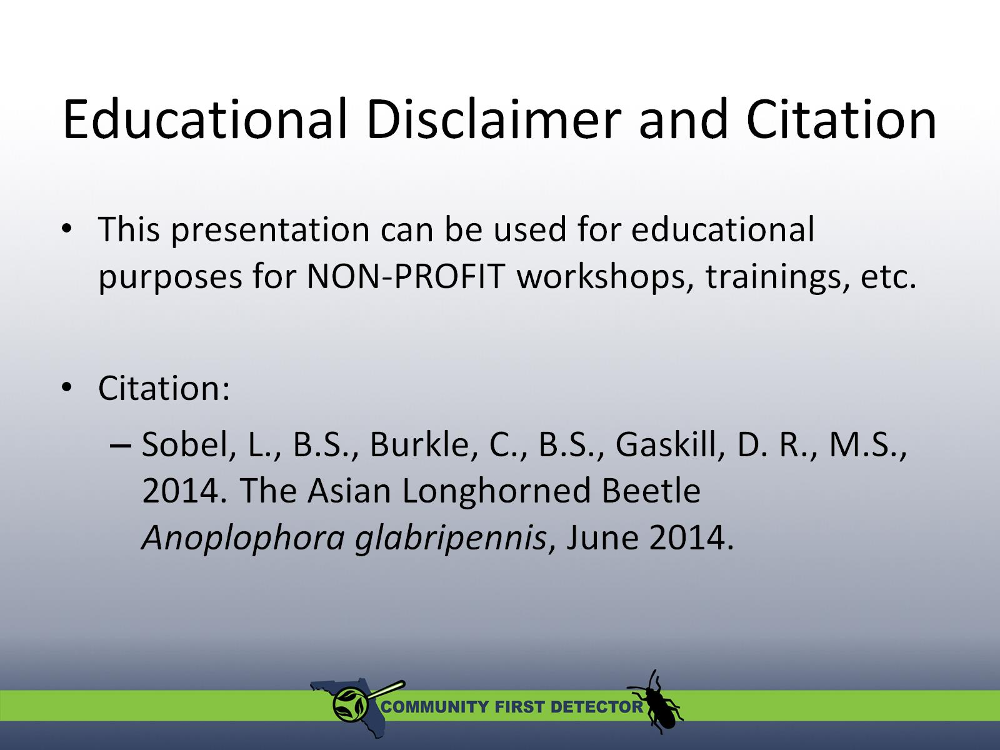 Educational Disclaimer and Citation
• This presentation can be used for educational
purposes for NON-PROFIT workshops, trainings, etc.
• Citation:
– Sobel, L., B.S., Burkle, C., B.S., Gaskill, D. R., M.S.,
2014. The Asian Longhorned Beetle
Anoplophora glabripennis, June 2014.
COMMUNITY FIRST DETECTOR